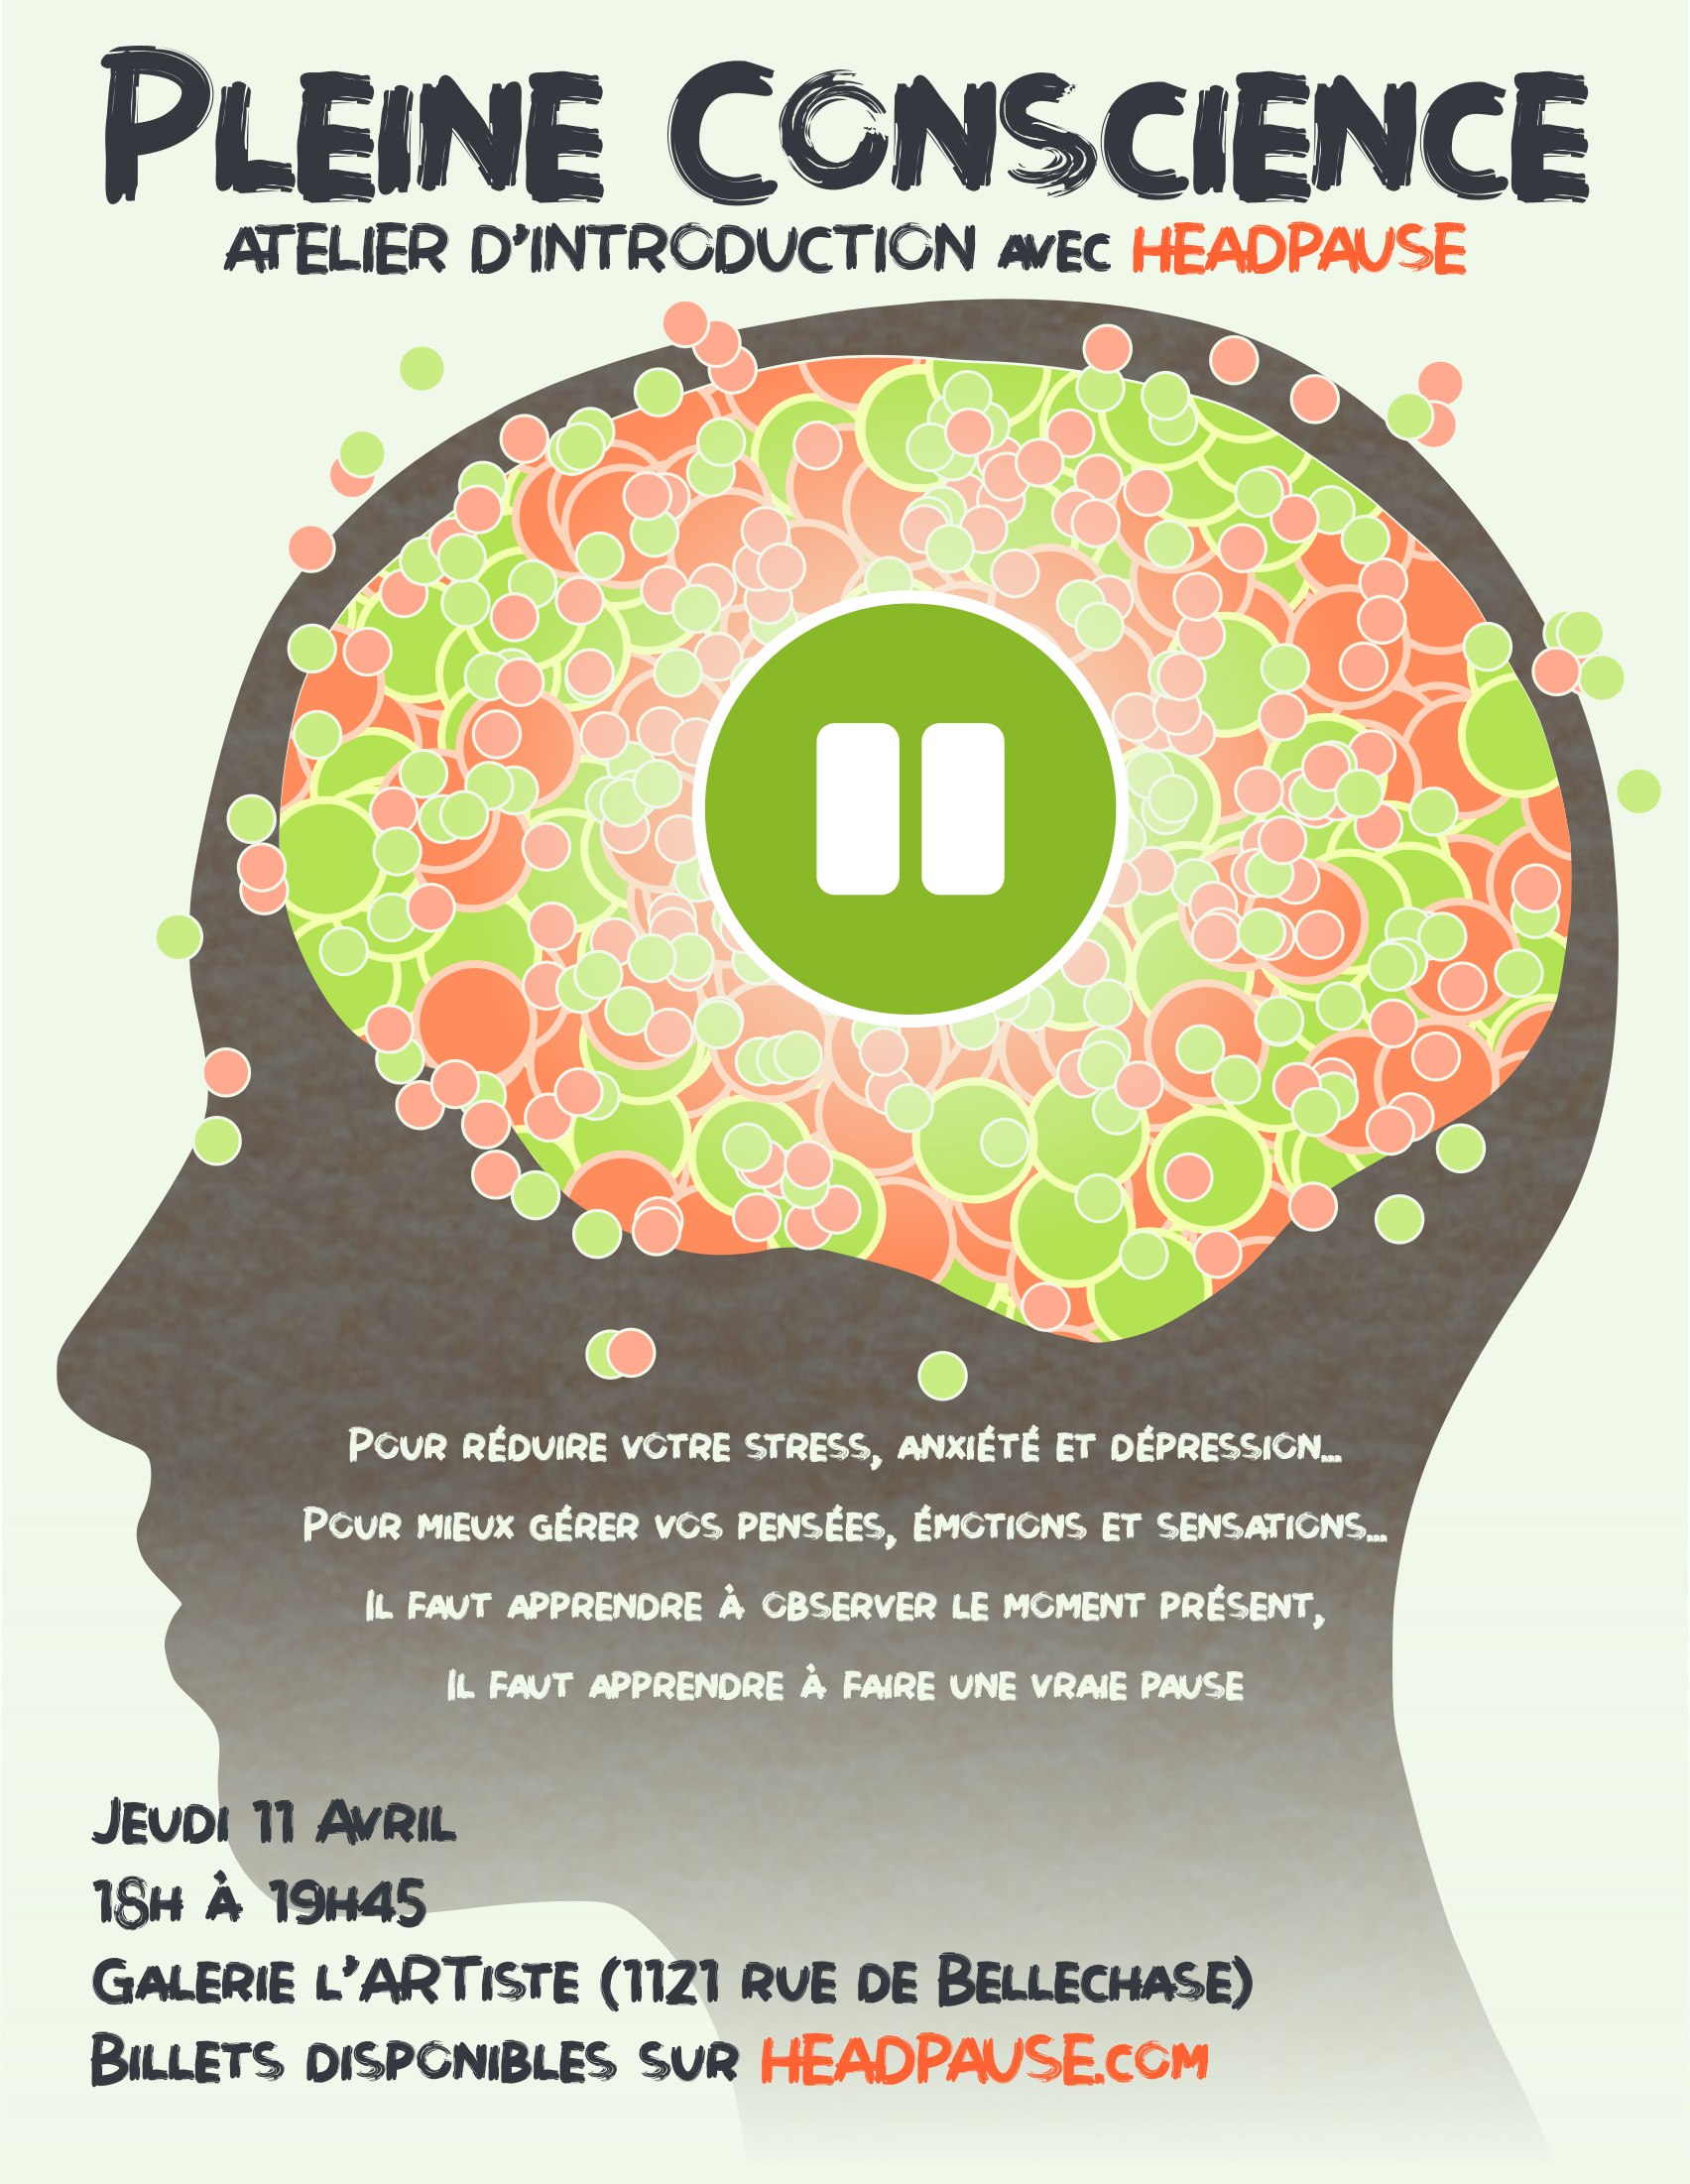 Pleine Conscience
Atelier d'introduction avec HEADPAUSE
Pour réduire votre stress, anxiété et dépression...
Pour mieux gérer vos pensées, émotions et sensations...
Il faut apprendre à observer le moment présent,
Il faut apprendre à faire une vraie pause
Jeudi 11 Avril
18h à 19h45
Galerie l'ARTiste (1121 rue de Bellechase)
Billets disponibles sur HEADPAUSE.com